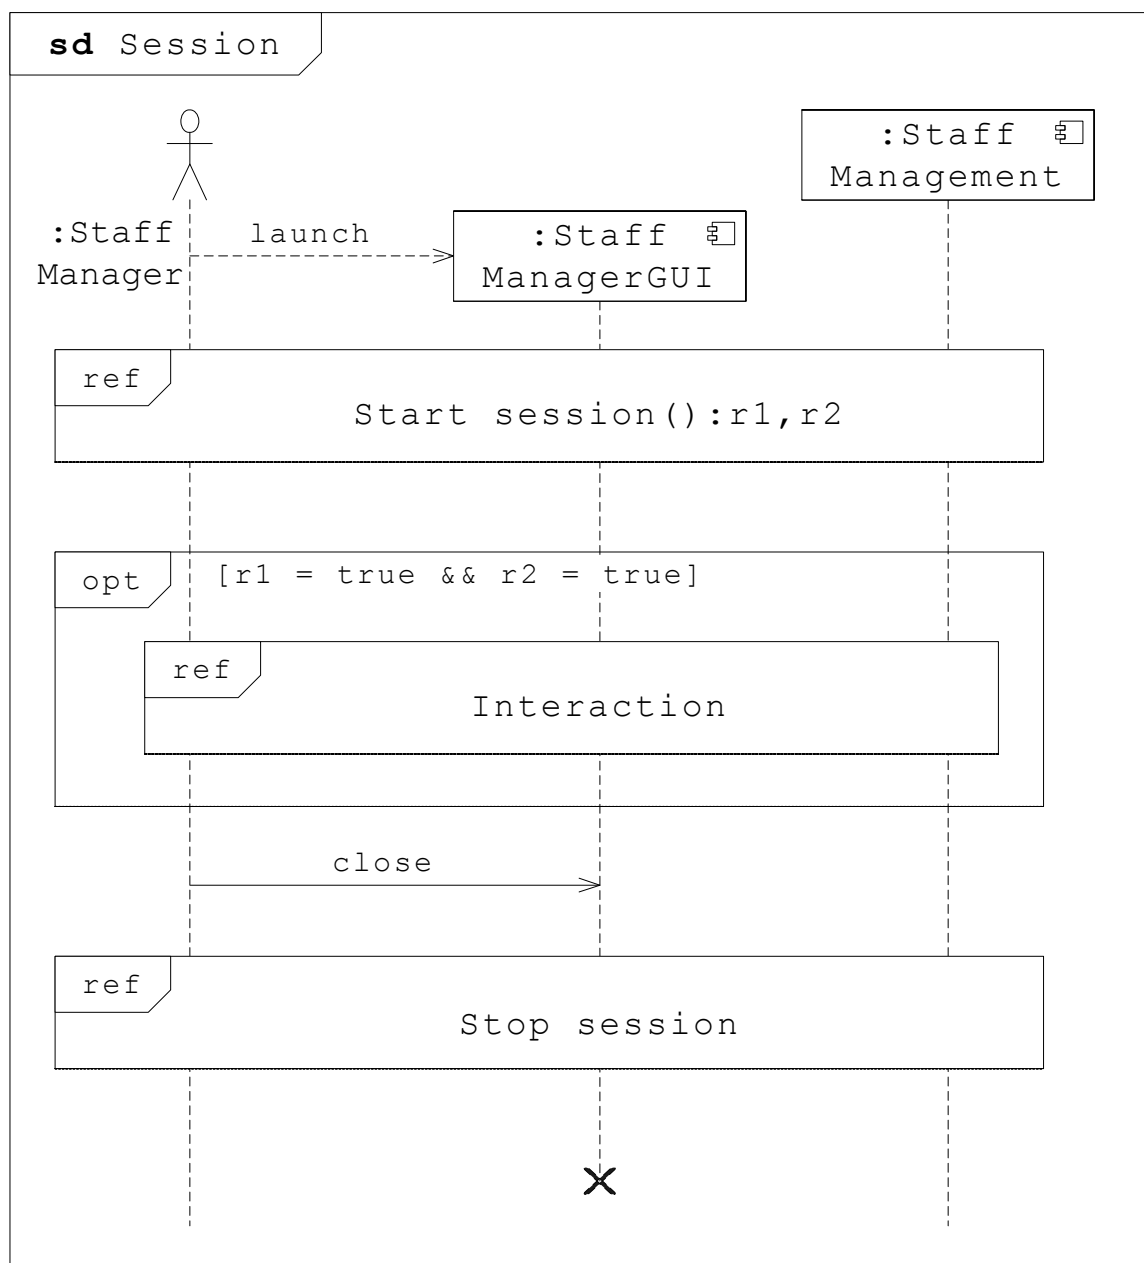 sd Session
:Staff
Management
:Staff
Manager
launch
:Staff
ManagerGUI
ref
Start session():r1,r2
opt
[r1 = true && r2 = true]
ref
Interaction
close
ref
Stop session